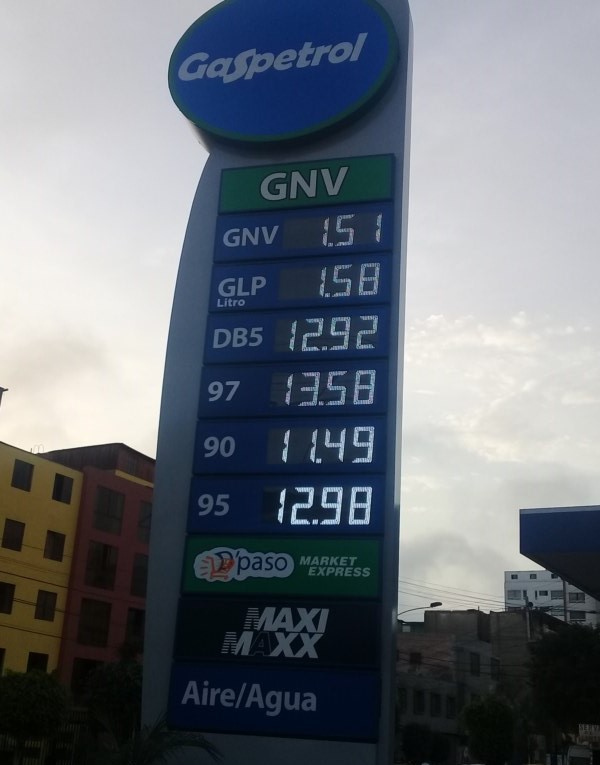 Gaspetrol
GNV
GNV 1.51
GLP 1.58
Litro
DB5 12.92
97 13.58
90 11.49
95 12.98
D'paso MARKET
EXPRESS
MAXI
MAXX
Aire/Agua